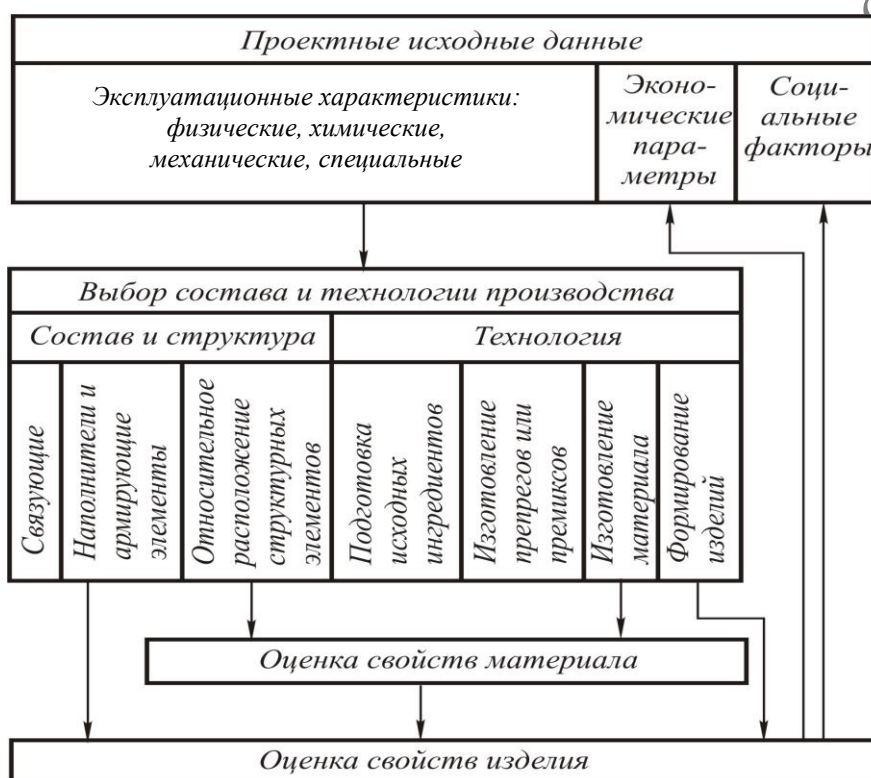 Проектные исходные данные
Эксплуатационные характеристики:
физические, химические,
механические, специальные
Эконо-
мические
пара-
метры
Соци-
альные
факторы
Выбор состава и технологии производства
Состав и структура
Технология
Связующие
Наполнители и
армирующие
элементы
Относительное
расположение
структурных
элементов
Подготовка
исходных
ингредиентов
Изготовление
препрегов или
премиксов
Изготовление
материала
Формирование
изделий
Оценка свойств материала
Оценка свойств изделия